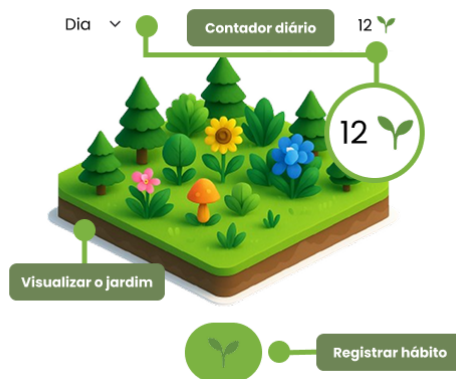 Dia
Contador diário
12
12
Visualizar o jardim
Registrar hábito